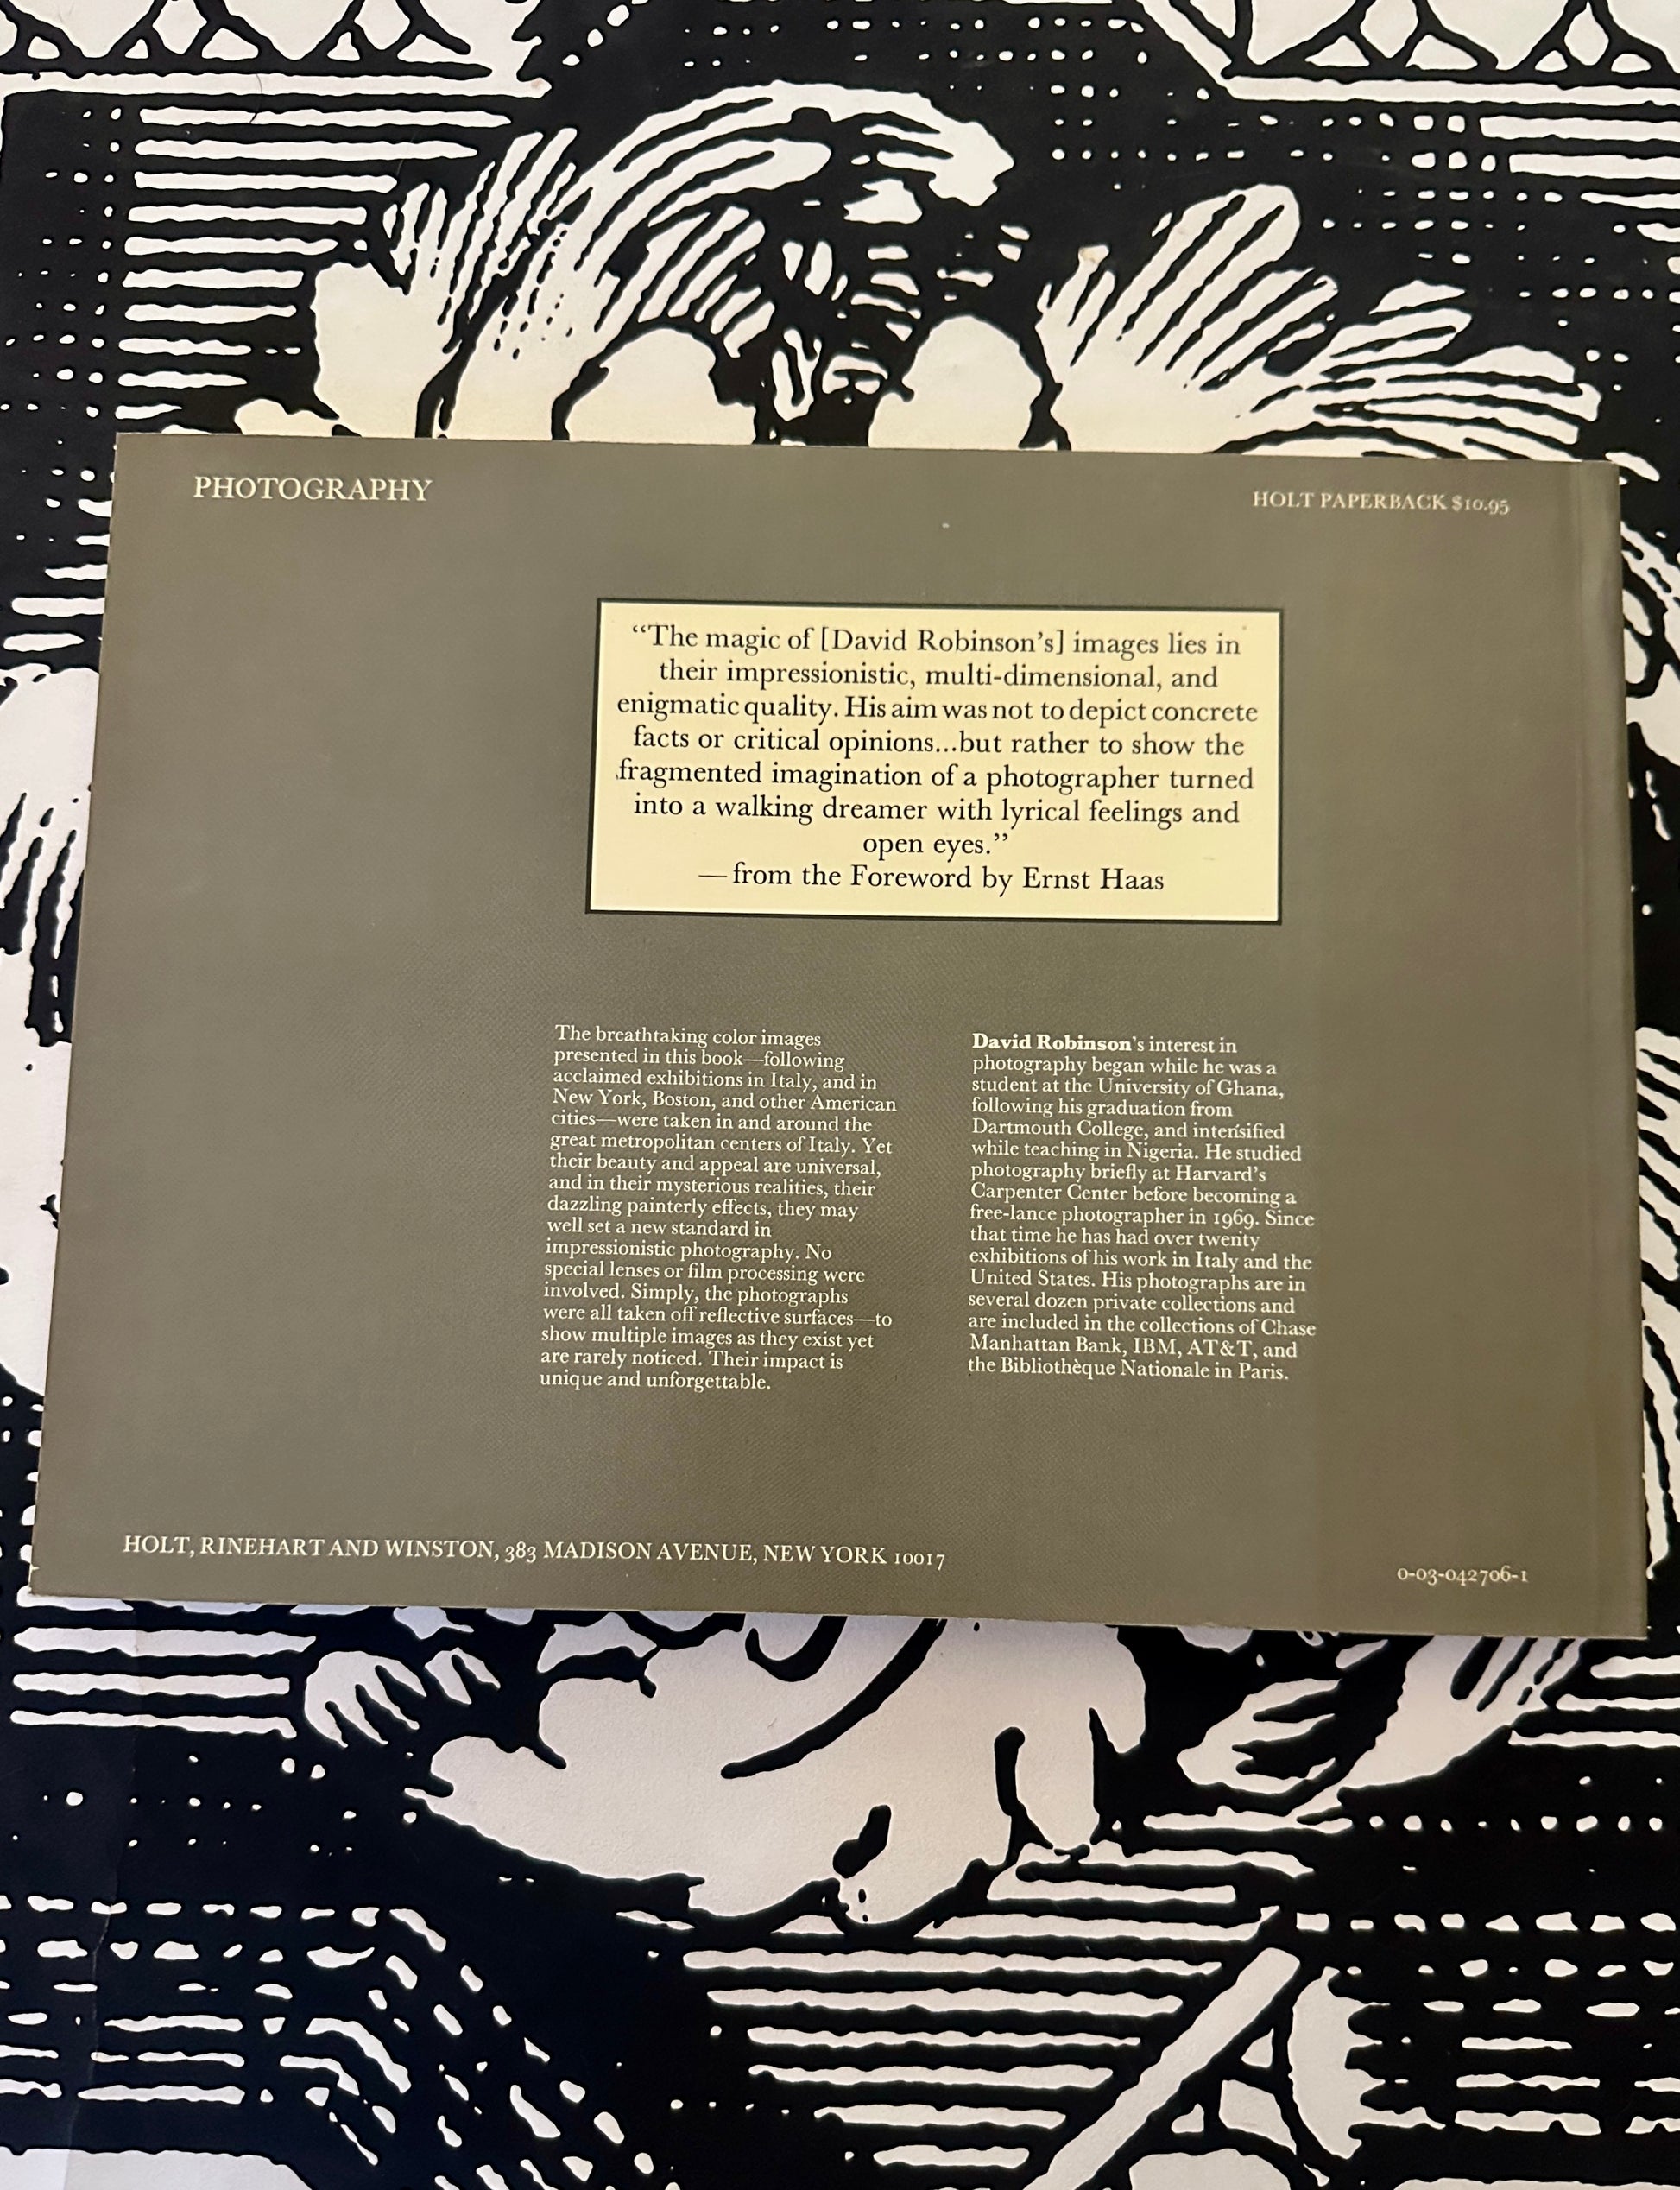 PHOTOGRAPHY
HOLT PAPERBACK $10.95
“The magic of [David Robinson’s] images lies in
their impressionistic, multi-dimensional, and
enigmatic quality. His aim was not to depict concrete
facts or critical opinions...but rather to show the
fragmented imagination of a photographer turned
into a walking dreamer with lyrical feelings and
open eyes.”
—from the Foreword by Ernst Haas
The breathtaking color images
presented in this book—following
acclaimed exhibitions in Italy, and in
New York, Boston, and other American
cities—were taken in and around the
great metropolitan centers of Italy. Yet
their beauty and appeal are universal,
and in their mysterious realities, their
dazzling painterly effects, they may
well set a new standard in
impressionistic photography. No
special lenses or film processing were
involved. Simply, the photographs
were all taken off reflective surfaces—to
show multiple images as they exist yet
are rarely noticed. Their impact is
unique and unforgettable.
David Robinson’s interest in
photography began while he was a
student at the University of Ghana,
following his graduation from
Dartmouth College, and intensified
while teaching in Nigeria. He studied
photography briefly at Harvard’s
Carpenter Center before becoming a
free-lance photographer in 1969. Since
that time he has had over twenty
exhibitions of his work in Italy and the
United States. His photographs are in
several dozen private collections and
are included in the collections of Chase
Manhattan Bank, IBM, AT&T, and
the Bibliothèque Nationale in Paris.
HOLT, RINEHART AND WINSTON, 383 MADISON AVENUE, NEW YORK 10017
0-03-042706-1